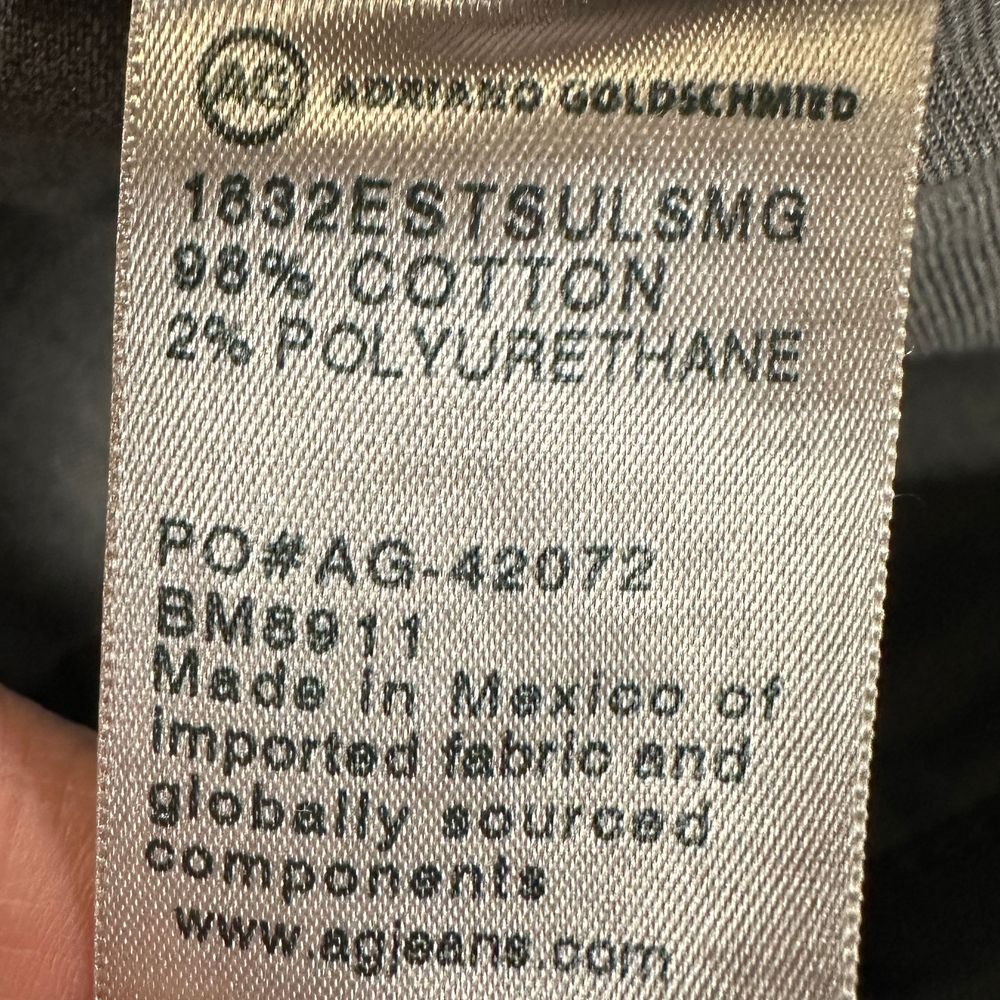 AG ADRIANO GOLDSCHMIED
1832ESTSULSMG
98% COTTON
2% POLYURETHANE
PO#AG-42072
BM8911
Made in Mexico of
imported fabric and
globally sourced
components
www.agjeans.com